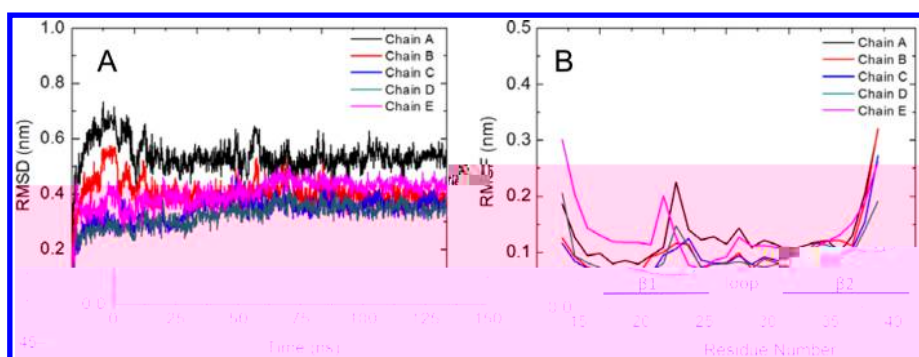 A
RMSD (nm)
1.0
0.8
0.6
0.4
0.2
0.0
0
50
75
100
125
150
Time (ns)
Chain A
Chain B
Chain C
Chain D
Chain E
B
0.5
0.4
0.3
0.2
0.1
0.0
15
20
25
30
35
40
Residue Number
Chain A
Chain B
Chain C
Chain D
Chain E
β1
β2